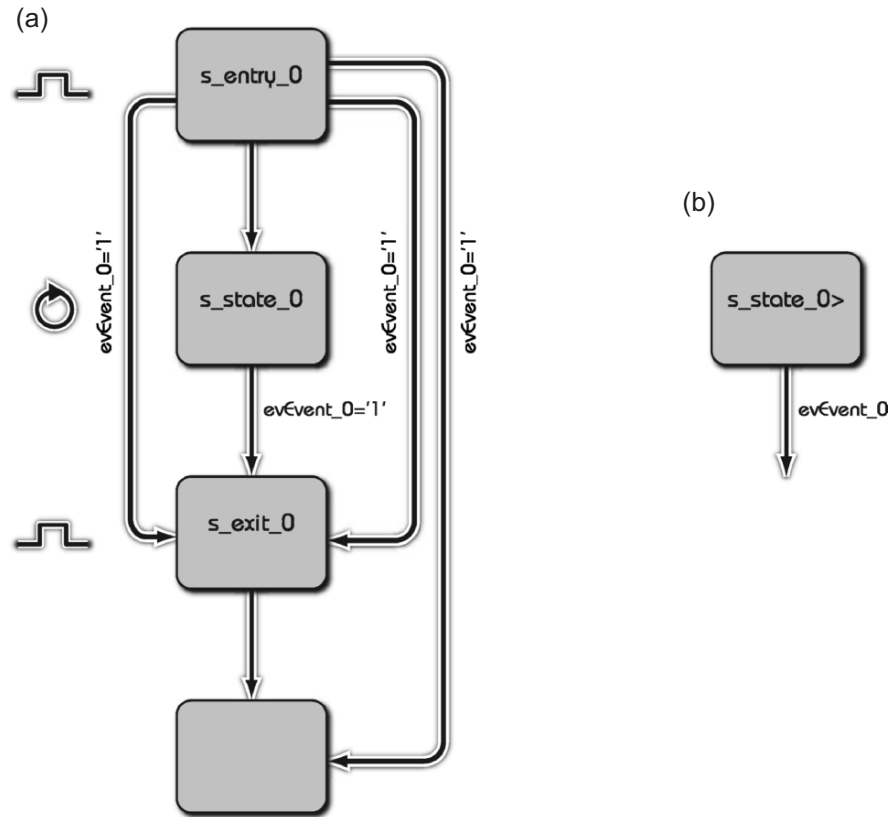 (a)
s_entry_0
evEvent_0='1'
evEvent_0='1'
evEvent_0='1'
s_state_0
evEvent_0='1'
s_exit_0
(b)
s_state_0>
evEvent_0